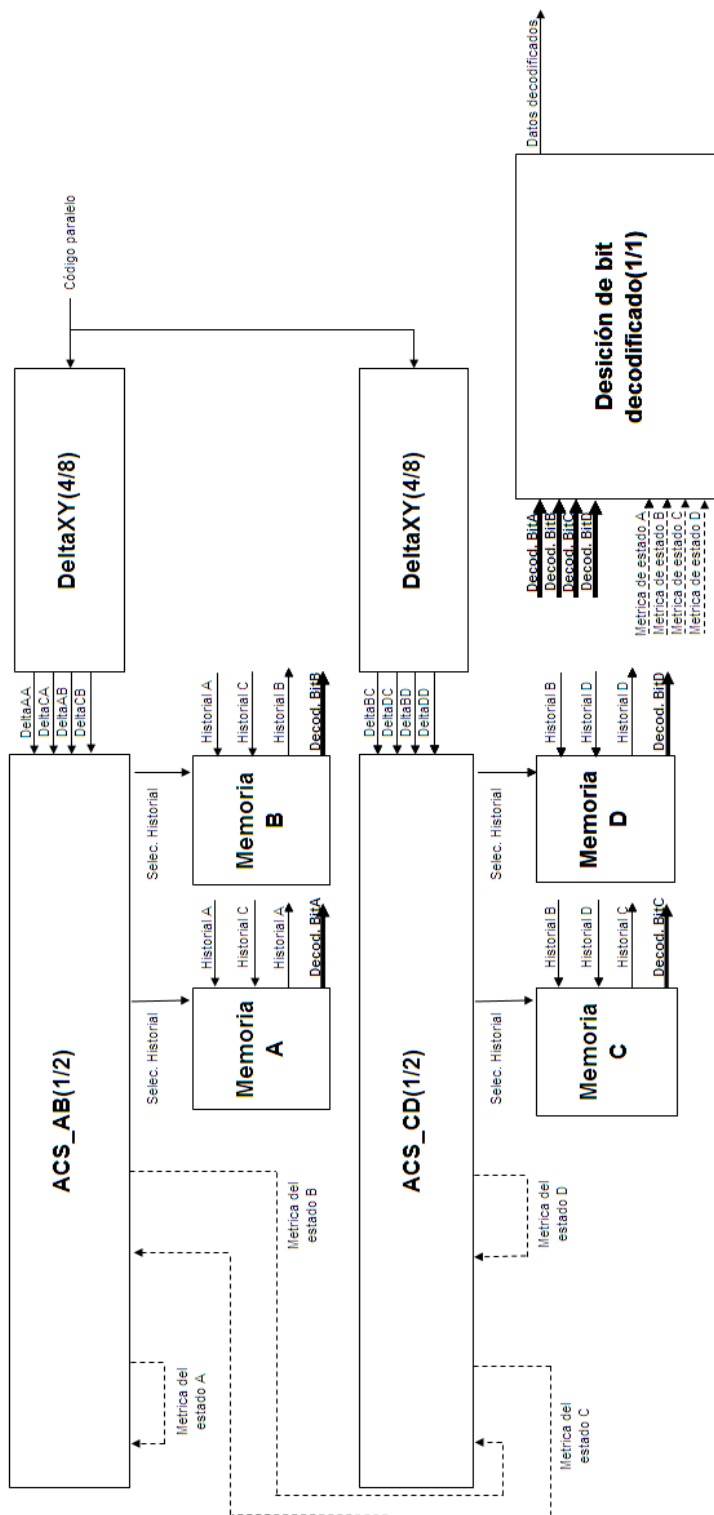 Código paralelo
DeltaXY(4/8)
DeltaAA
DeltaCA
DeltaAB
DeltaCB
ACS_AB(1/2)
Selec. Historial
Memoria
B
Historial A
Historial C
Historial B
Decod. BitB
Selec. Historial
Memoria
A
Historial A
Historial C
Historial A
Decod. BitA
Metrica del
estado B
Metrica del
estado A
DeltaXY(4/8)
DeltaBC
DeltaDC
DeltaBD
DeltaDD
ACS_CD(1/2)
Selec. Historial
Memoria
D
Historial B
Historial D
Historial D
Decod. BitD
Selec. Historial
Memoria
C
Historial B
Historial D
Historial C
Decod. BitC
Metrica del
estado D
Metrica del
estado C
Datos decodificados
Desición de bit
decodificado(1/1)
Decod. BitA
Decod. BitB
Decod. BitC
Decod. BitD
Metrica de estado A
Metrica de estado B
Metrica de estado C
Metrica de estado D